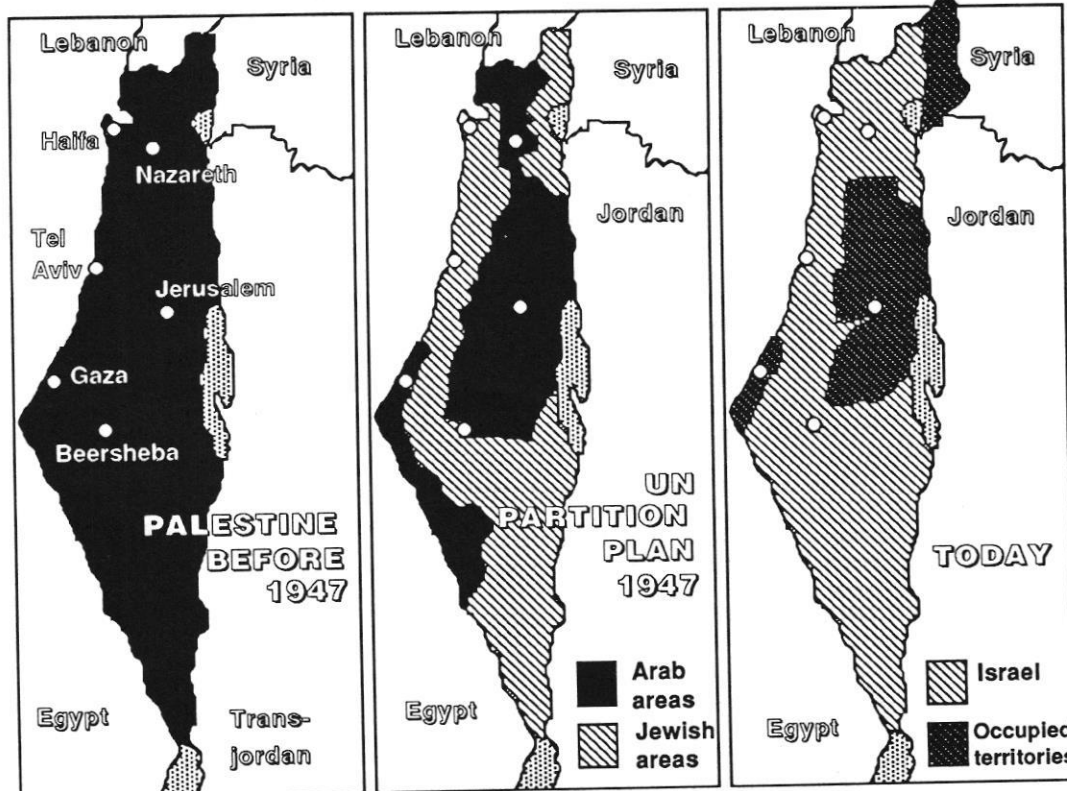 Lebanon
Syria
Haifa
Nazareth
Tel
Aviv
Jerusalem
Gaza
Beersheba
PALESTINE
BEFORE
1947
Egypt
Trans-
jordan
Lebanon
Syria
Jordan
UN
PARTITION
PLAN
1947
Egypt
Arab
areas
Jewish
areas
Lebanon
Syria
Jordan
TODAY
Egypt
Israel
Occupied
territories